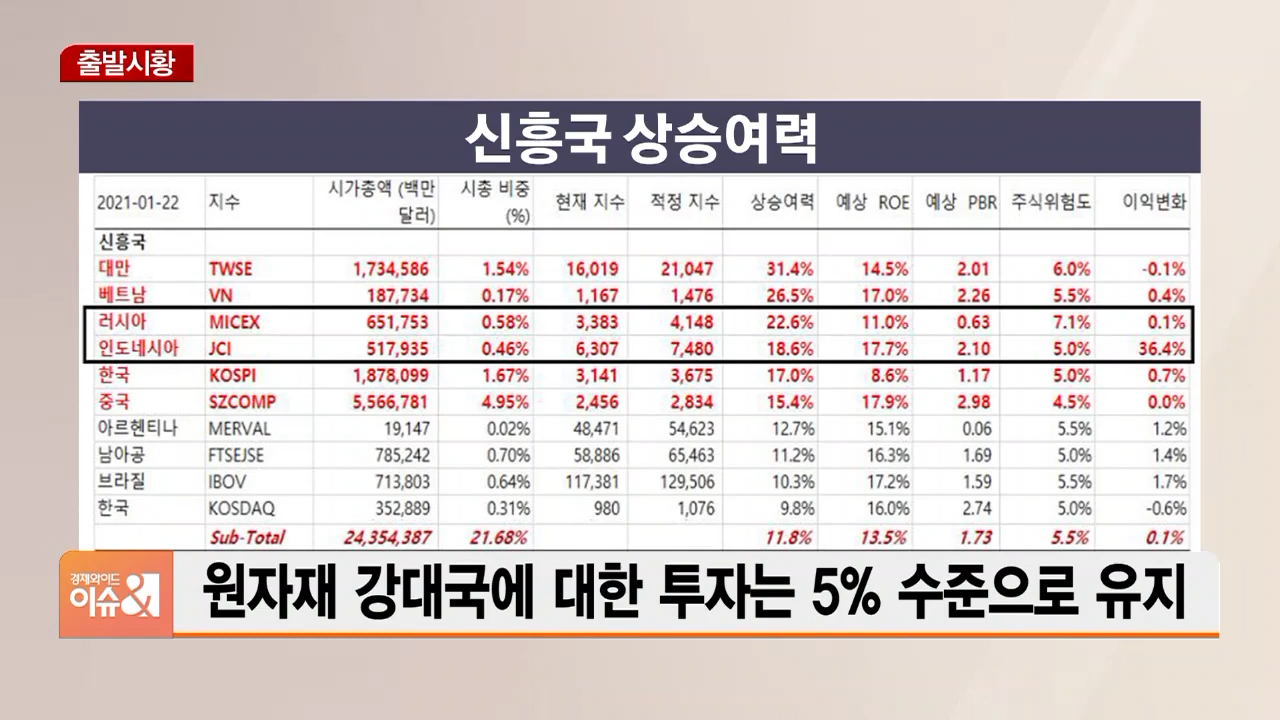 출발시황
신흥국 상승여력
2021-01-22 지수 시가총액 (백만 달러) 시총 비중 (%) 현재 지수 적정 지수 상승여력 예상 ROE 예상 PBR 주식위험도 이익변화
신흥국
대만 TWSE 1,734,586 1.54% 16,019 21,047 31.4% 14.5% 2.01 6.0% -0.1%
베트남 VN 187,734 0.17% 1,167 1,476 26.5% 17.0% 2.26 5.5% 0.4%
러시아 MICEX 651,753 0.58% 3,383 4,148 22.6% 11.0% 0.63 7.1% 0.1%
인도네시아 JCI 517,935 0.46% 6,307 7,480 18.6% 17.7% 2.10 5.0% 36.4%
한국 KOSPI 1,878,099 1.67% 3,141 3,675 17.0% 8.6% 1.17 5.0% 0.7%
중국 SZCOMP 5,566,781 4.95% 2,456 2,834 15.4% 17.9% 2.98 4.5% 0.0%
아르헨티나 MERVAL 19,147 0.02% 48,471 54,623 12.7% 15.1% 0.06 5.5% 1.2%
남아공 FTSEJSE 785,242 0.70% 58,886 65,463 11.2% 16.3% 1.69 5.0% 1.4%
브라질 IBOV 713,803 0.64% 117,381 129,506 10.3% 17.2% 1.59 5.5% 1.7%
한국 KOSDAQ 352,889 0.31% 980 1,076 9.8% 16.0% 2.74 5.0% -0.6%
Sub-Total 24,354,387 21.68% 11.8% 13.5% 1.73 5.5% 0.1%
경제와이드
이슈&
원자재 강대국에 대한 투자는 5% 수준으로 유지